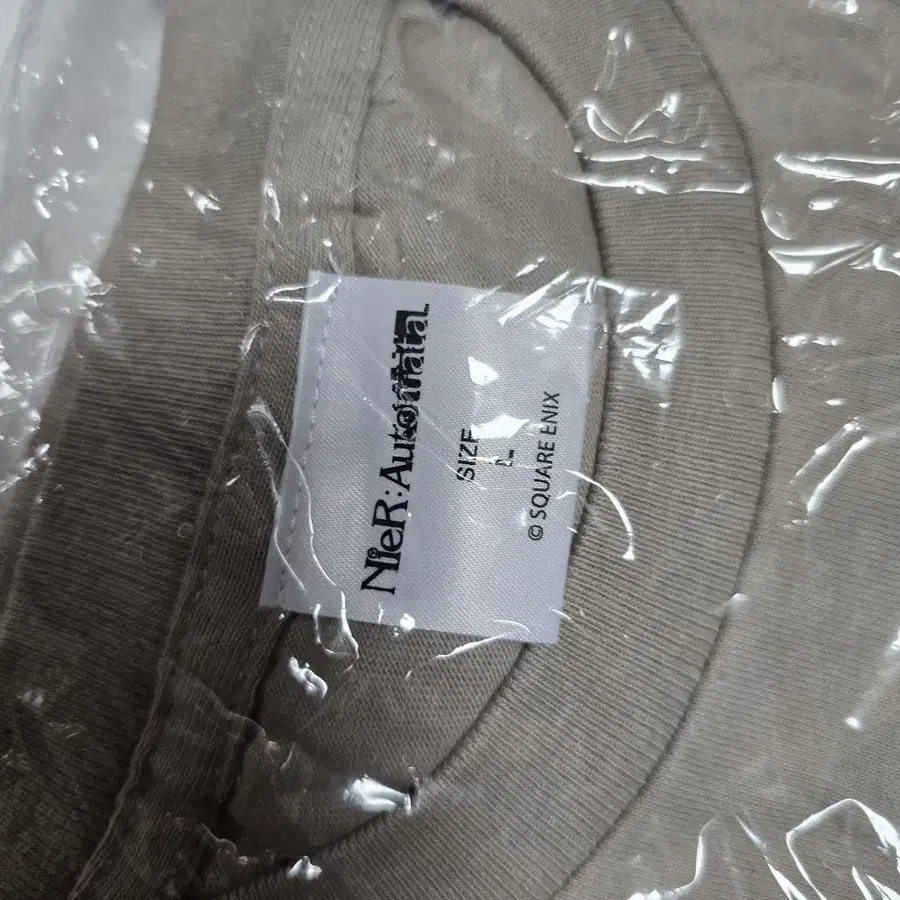 NieR:Automata
SIZE
L
© SQUARE ENIX